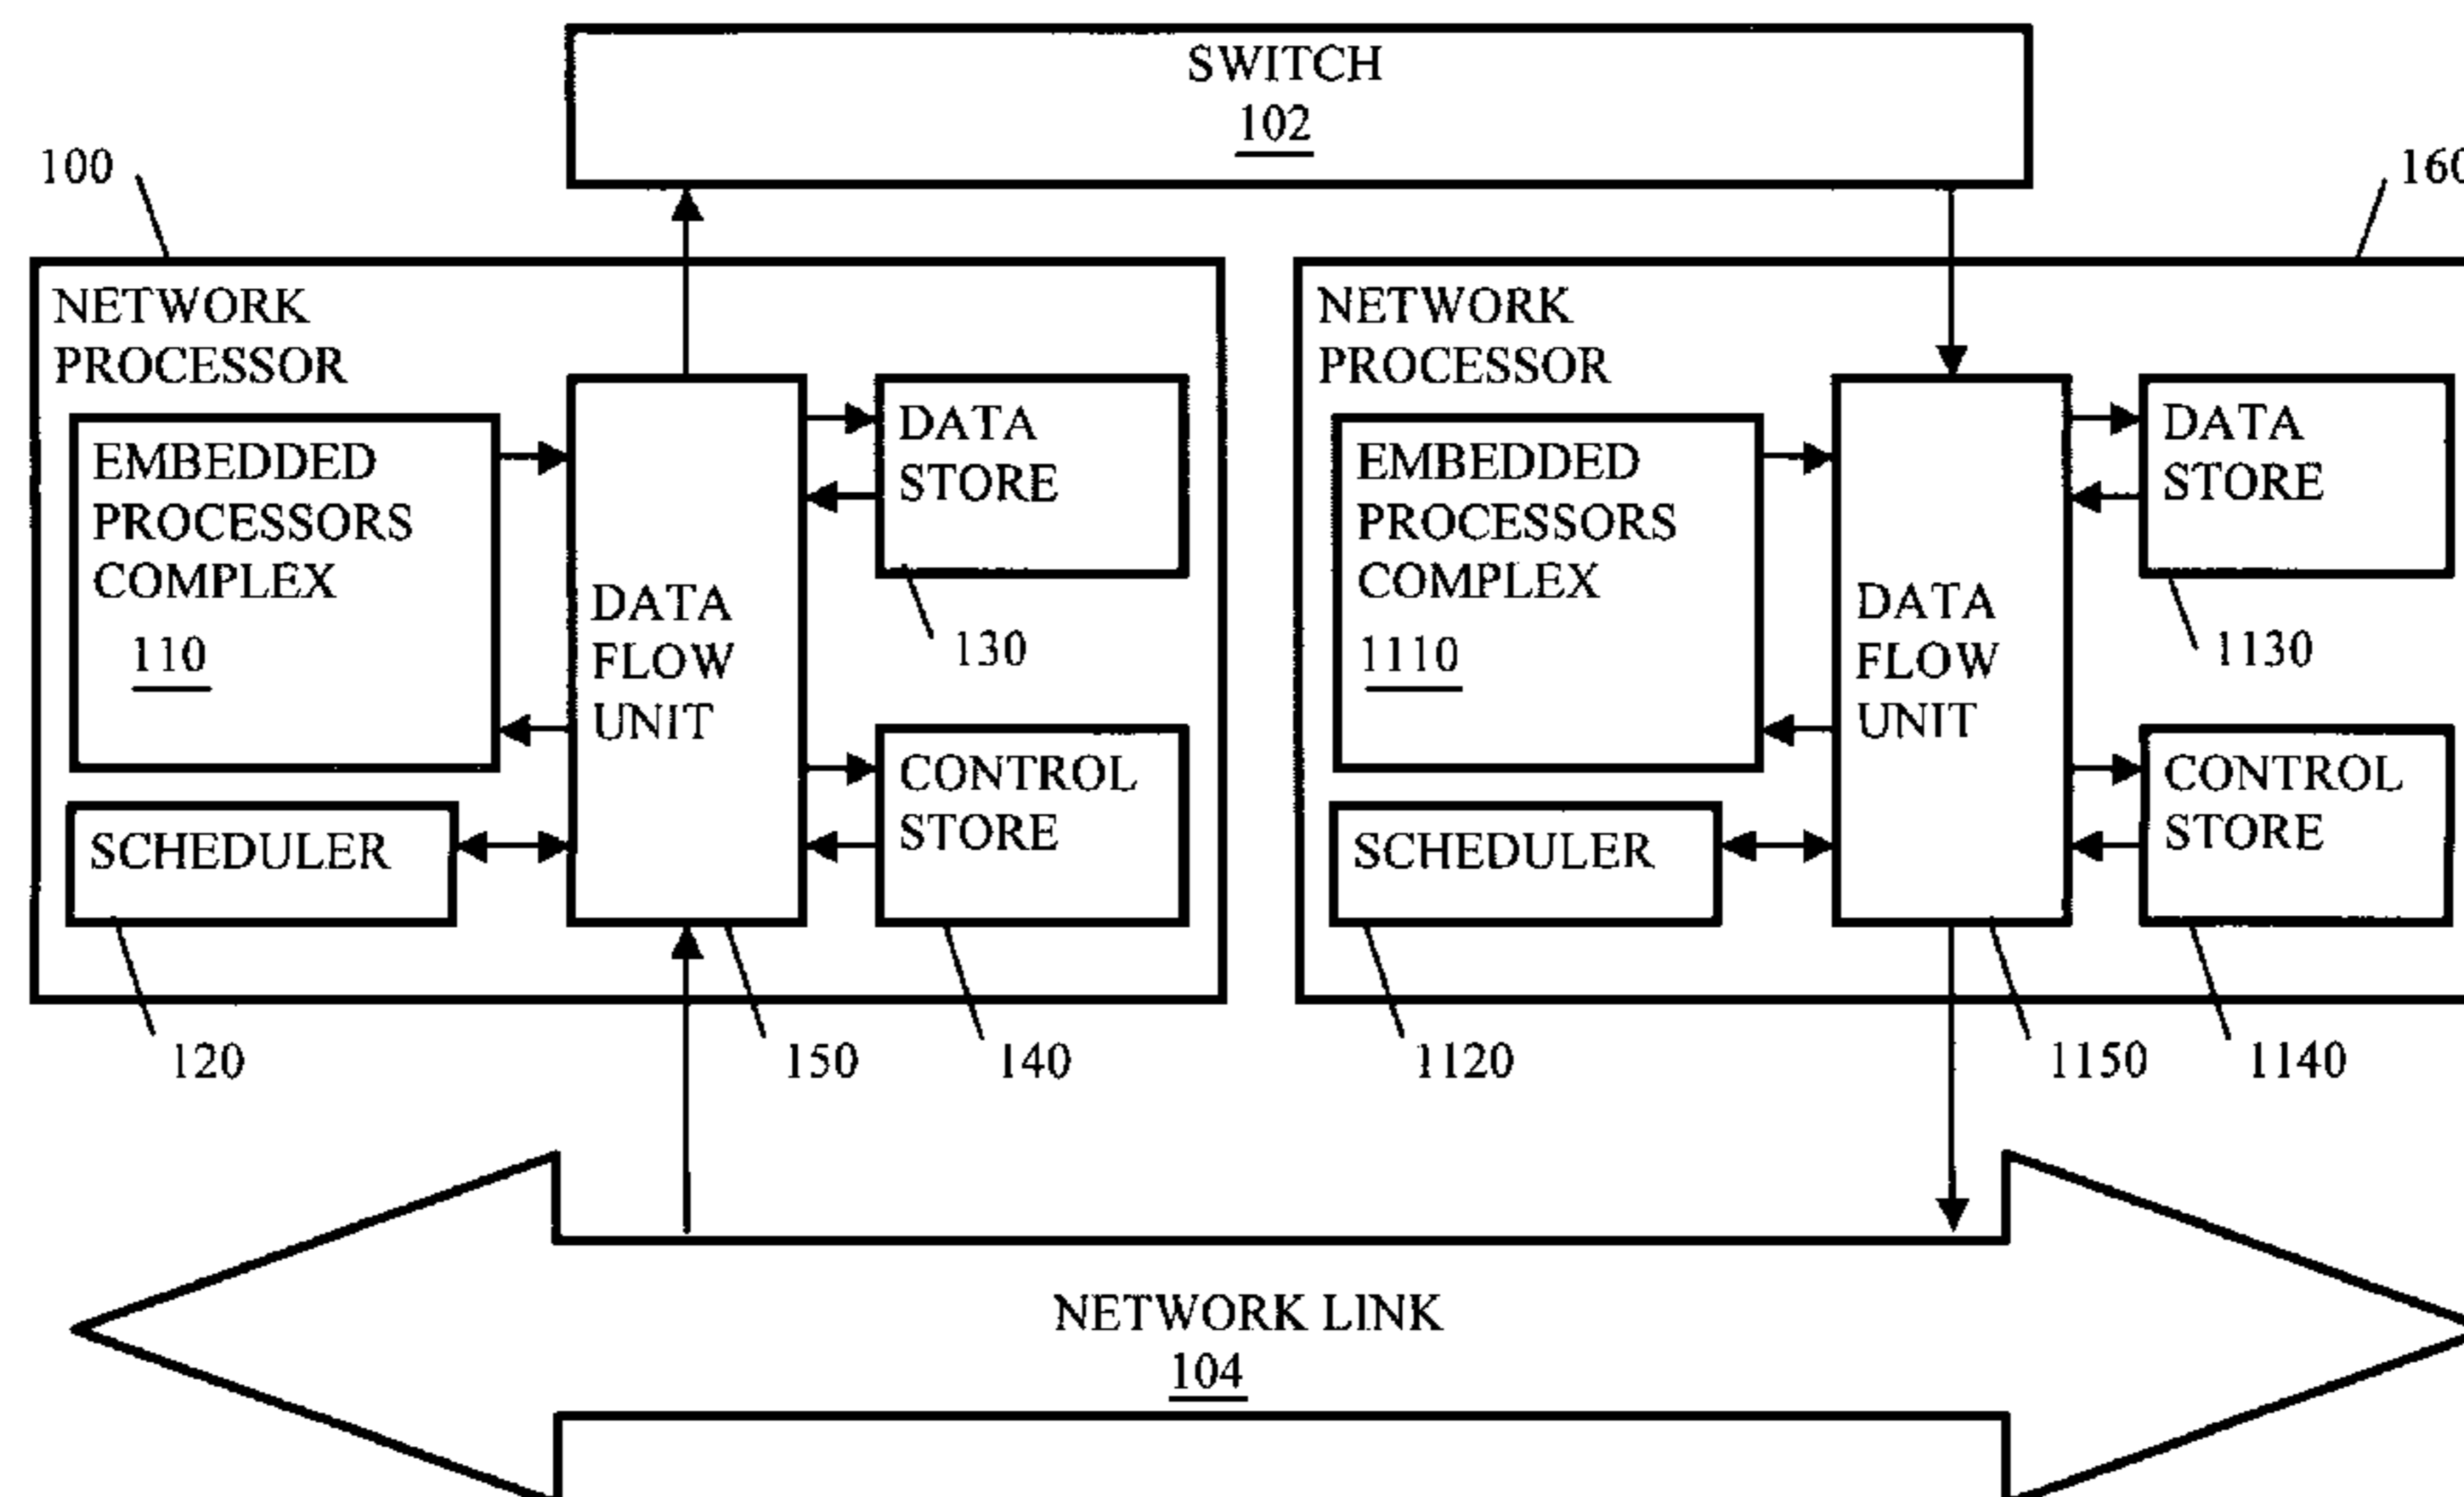 SWITCH
102
100
160
NETWORK
PROCESSOR
EMBEDDED
PROCESSORS
COMPLEX
110
DATA
FLOW
UNIT
DATA
STORE
130
CONTROL
STORE
SCHEDULER
120
150
140
NETWORK
PROCESSOR
EMBEDDED
PROCESSORS
COMPLEX
1110
DATA
FLOW
UNIT
DATA
STORE
1130
CONTROL
STORE
SCHEDULER
1120
1150
1140
NETWORK LINK
104